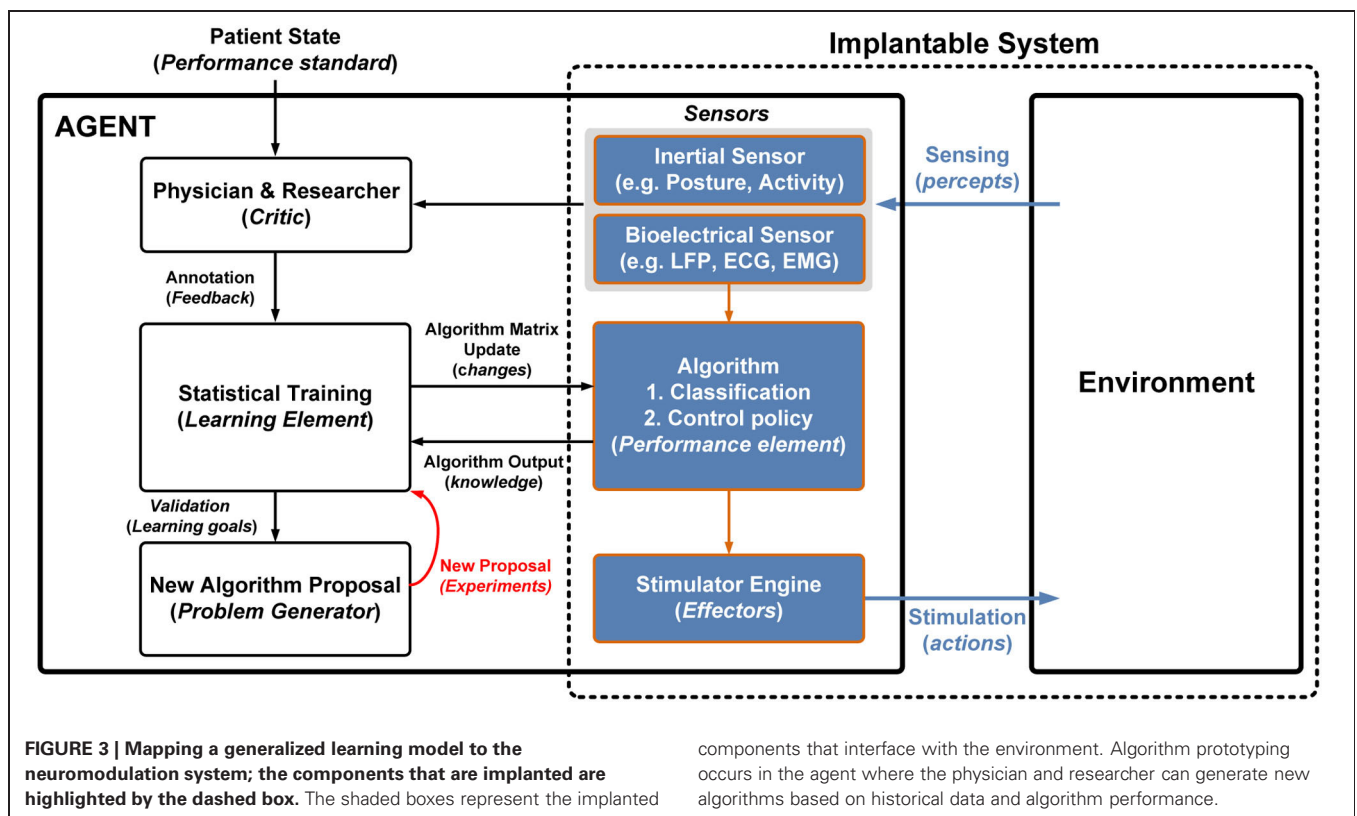 Patient State
(Performance standard)
Implantable System
AGENT
Sensors
Physician & Researcher
(Critic)
Inertial Sensor
(e.g. Posture, Activity)
Bioelectrical Sensor
(e.g. LFP, ECG, EMG)
Sensing
(percepts)
Annotation
(Feedback)
Statistical Training
(Learning Element)
Algorithm Matrix
Update
(changes)
Algorithm
1. Classification
2. Control policy
(Performance element)
Environment
Algorithm Output
(knowledge)
Validation
(Learning goals)
New Algorithm Proposal
(Problem Generator)
New Proposal
(Experiments)
Stimulator Engine
(Effectors)
Stimulation
(actions)
FIGURE 3 | Mapping a generalized learning model to the
neuromodulation system; the components that are implanted are
highlighted by the dashed box. The shaded boxes represent the implanted
components that interface with the environment. Algorithm prototyping
occurs in the agent where the physician and researcher can generate new
algorithms based on historical data and algorithm performance.